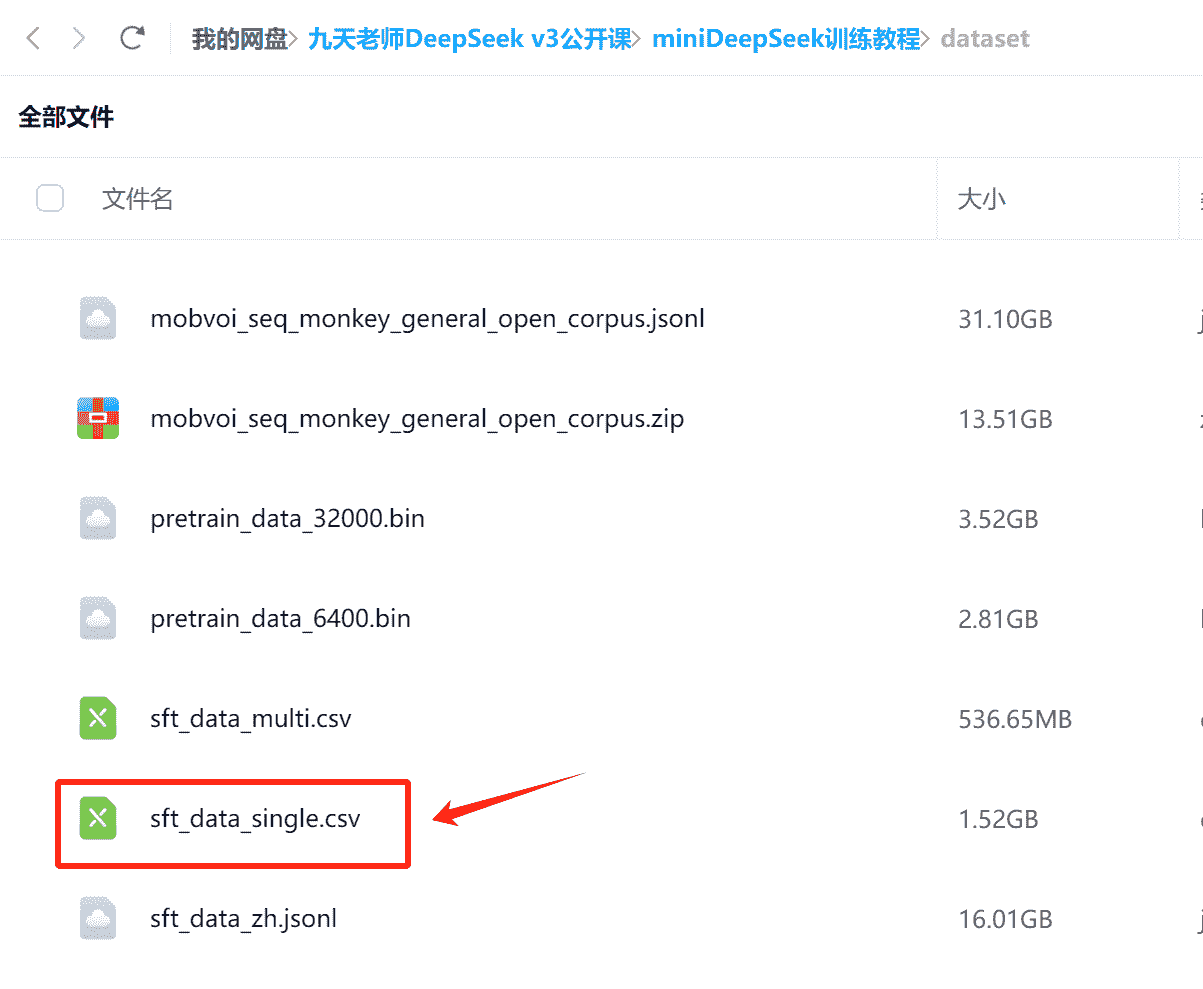 我的网盘> 九天老师DeepSeek v3公开课> miniDeepSeek训练教程> dataset
全部文件
文件名 大小
mobvoi_seq_monkey_general_open_corpus.jsonl 31.10GB
mobvoi_seq_monkey_general_open_corpus.zip 13.51GB
pretrain_data_32000.bin 3.52GB
pretrain_data_6400.bin 2.81GB
sft_data_multi.csv 536.65MB
sft_data_single.csv 1.52GB
sft_data_zh.jsonl 16.01GB